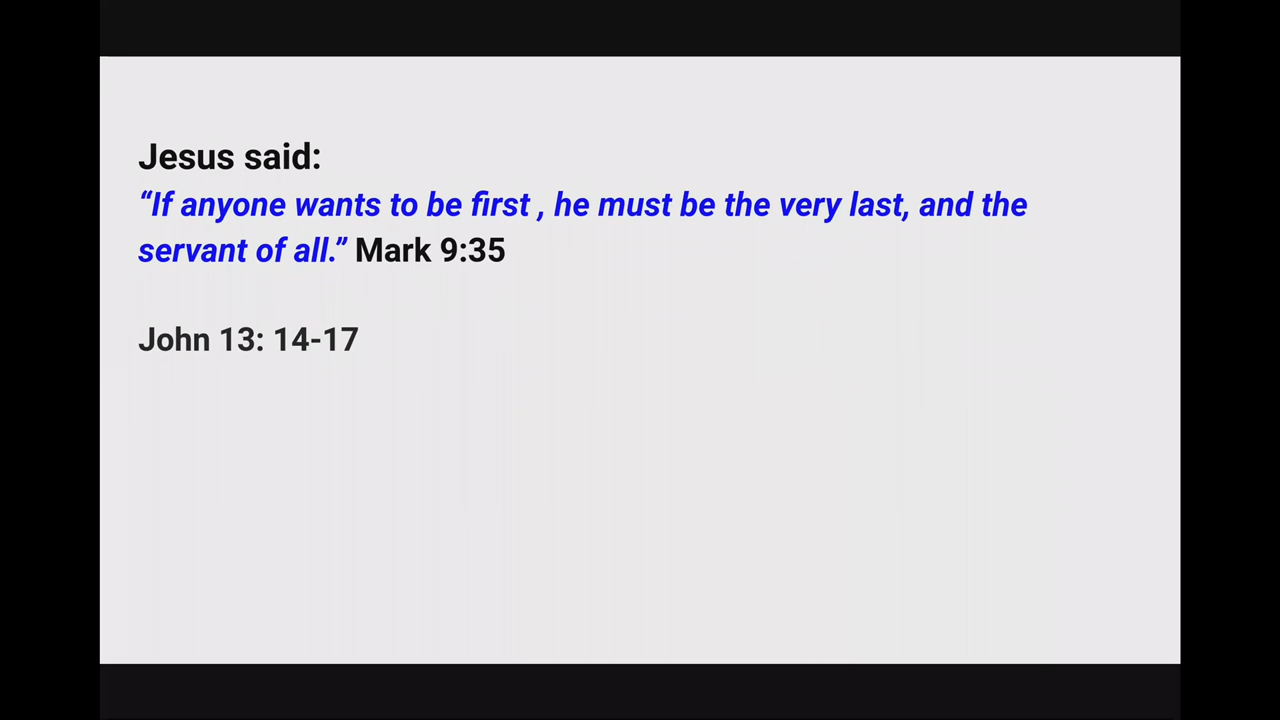 Jesus said:
“If anyone wants to be first , he must be the very last, and the
servant of all.” Mark 9:35
John 13: 14-17